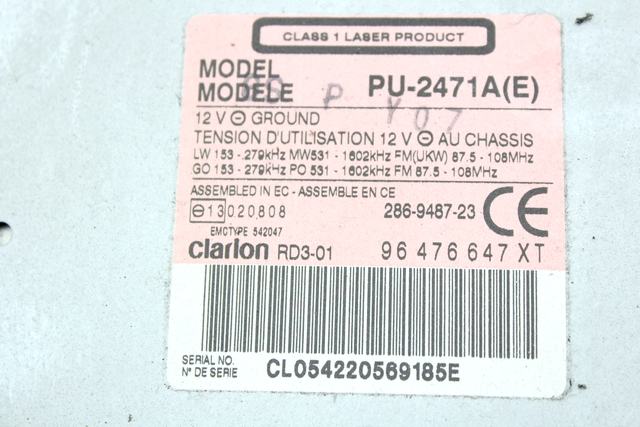 CLASS 1 LASER PRODUCT
MODEL
MODELE PU-2471A(E)
P Y07
12 V ⊖ GROUND
TENSION D'UTILISATION 12 V ⊖ AU CHASSIS
LW 153 - 279kHz MW531 - 1602kHz FM(UKW) 87.5 - 108MHz
GO 153 - 279kHz PO 531 - 1602kHz FM 87.5 - 108MHz
ASSEMBLED IN EC - ASSEMBLE EN CE
e13 020808 286-9487-23 CE
EMCTYPE 542047
clarion RD3-01 96 476 647 XT
SERIAL NO.
N° DE SERIE CL054220569185E